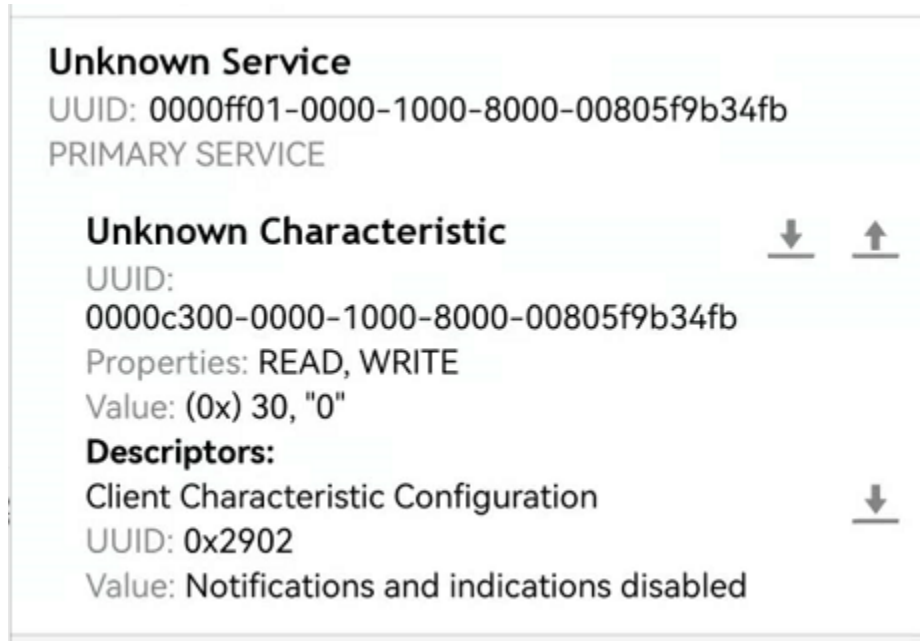 Unknown Service
UUID: 0000ff01-0000-1000-8000-00805f9b34fb
PRIMARY SERVICE
Unknown Characteristic
UUID:
0000c300-0000-1000-8000-00805f9b34fb
Properties: READ, WRITE
Value: (0x) 30, "0"
Descriptors:
Client Characteristic Configuration
UUID: 0x2902
Value: Notifications and indications disabled